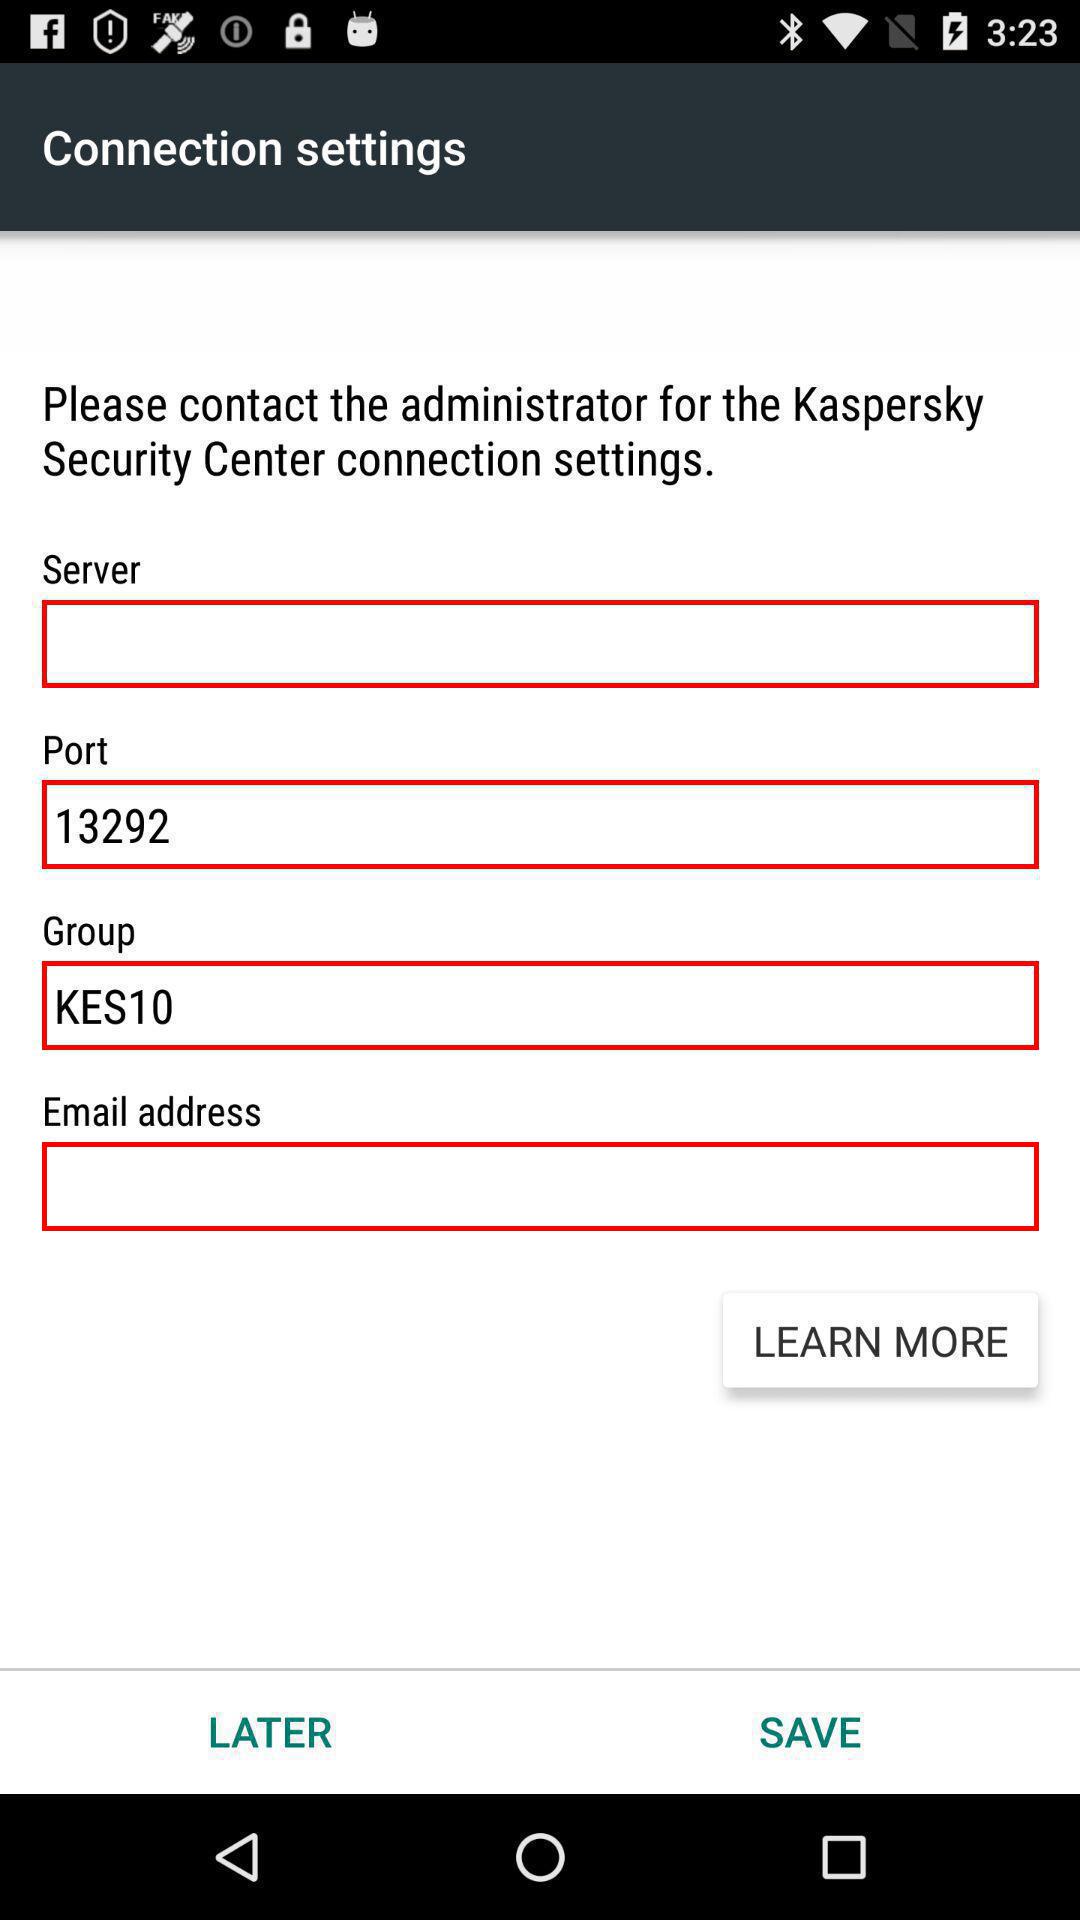 FAKE
3:23
Connection settings
Please contact the administrator for the Kaspersky
Security Center connection settings.
Server
Port
13292
Group
KES10
Email address
LEARN MORE
LATER
SAVE